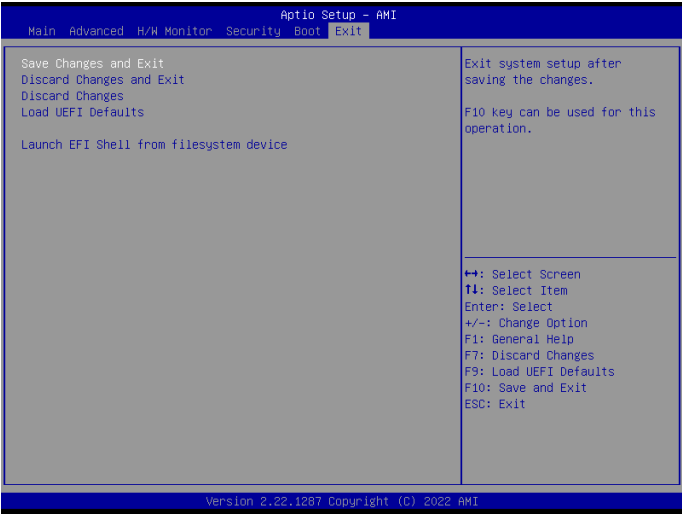 Aptio Setup - AMI
Main Advanced H/W Monitor Security Boot Exit
Save Changes and Exit
Discard Changes and Exit
Discard Changes
Load UEFI Defaults
Launch EFI Shell from filesystem device
Exit system setup after
saving the changes.
F10 key can be used for this
operation.
↔: Select Screen
↑↓: Select Item
Enter: Select
+/-: Change Option
F1: General Help
F7: Discard Changes
F9: Load UEFI Defaults
F10: Save and Exit
ESC: Exit
Version 2.22.1287 Copyright (C) 2022 AMI